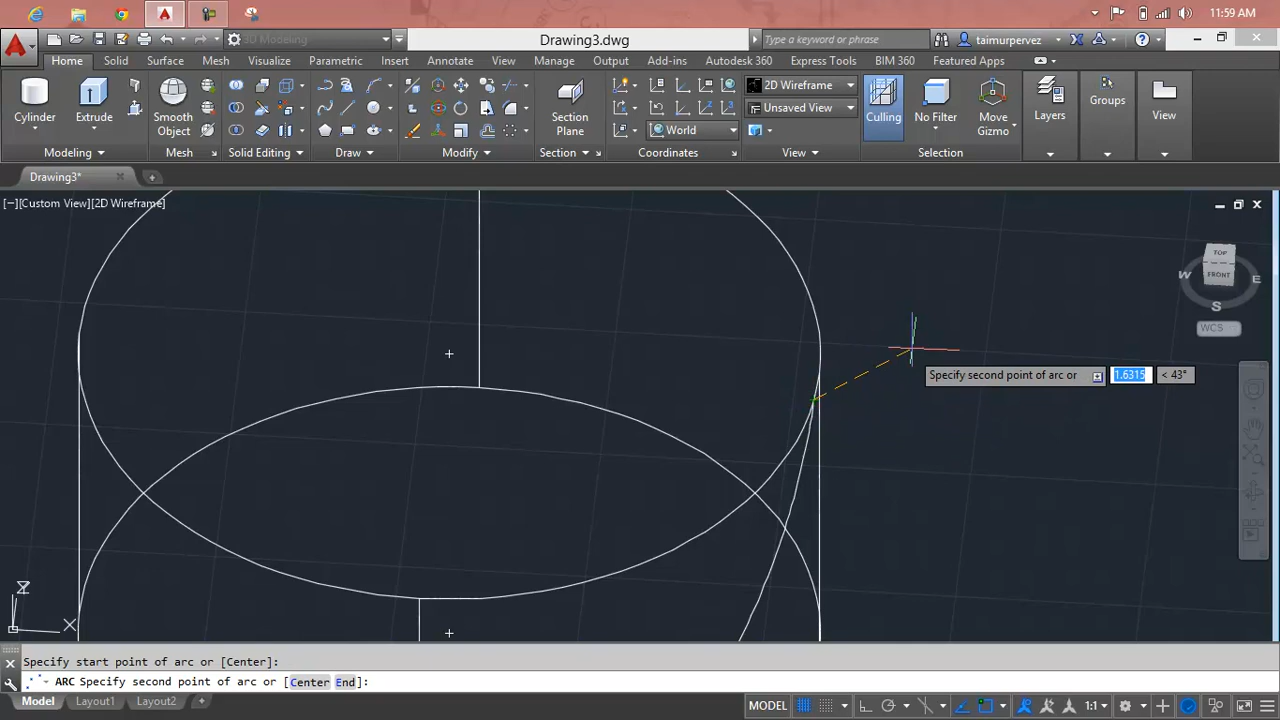 11:59 AM
3D Modeling
Drawing3.dwg
Type a keyword or phrase
taimurpervez
Home Solid Surface Mesh Visualize Parametric Insert Annotate View Manage Output Add-ins Autodesk 360 BIM 360 Express Tools Featured Apps
Cylinder
Extrude
Smooth
Object
Section
Plane
World
2D Wireframe
Unsaved View
Culling
No Filter
Move
Gizmo
Layers
Groups
View
Modeling
Mesh
Solid Editing
Draw
Modify
Section
Coordinates
View
Selection
Drawing3*
[−][Custom View][2D Wireframe]
TOP
FRONT
W
E
S
WCS
Specify second point of arc or 1.6315 < 43°
Z
X
Specify start point of arc or [Center]:
ARC Specify second point of arc or [Center End]:
Model Layout1 Layout2 +
MODEL 1:1